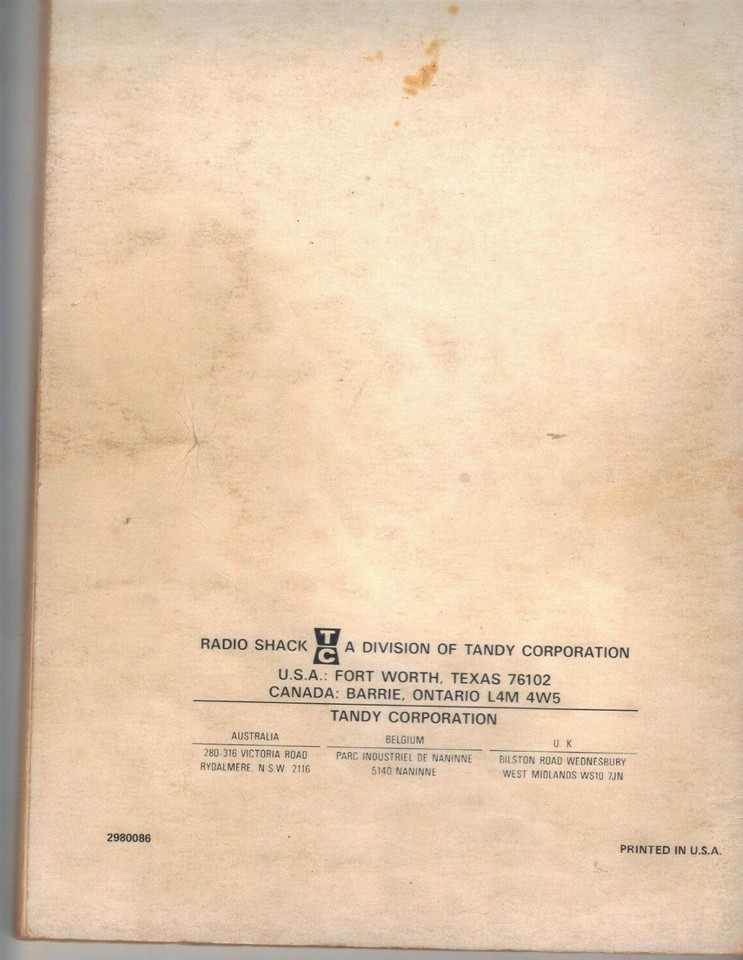 RADIO SHACK TC A DIVISION OF TANDY CORPORATION
U.S.A.: FORT WORTH, TEXAS 76102
CANADA: BARRIE, ONTARIO L4M 4W5
TANDY CORPORATION
AUSTRALIA
280-316 VICTORIA ROAD
RYDALMERE, N.S.W. 2116
BELGIUM
PARC INDUSTRIEL DE NANINNE
5140 NANINNE
U K
BILSTON ROAD WEDNESBURY
WEST MIDLANDS WS10 7JN
2980086
PRINTED IN U.S.A.